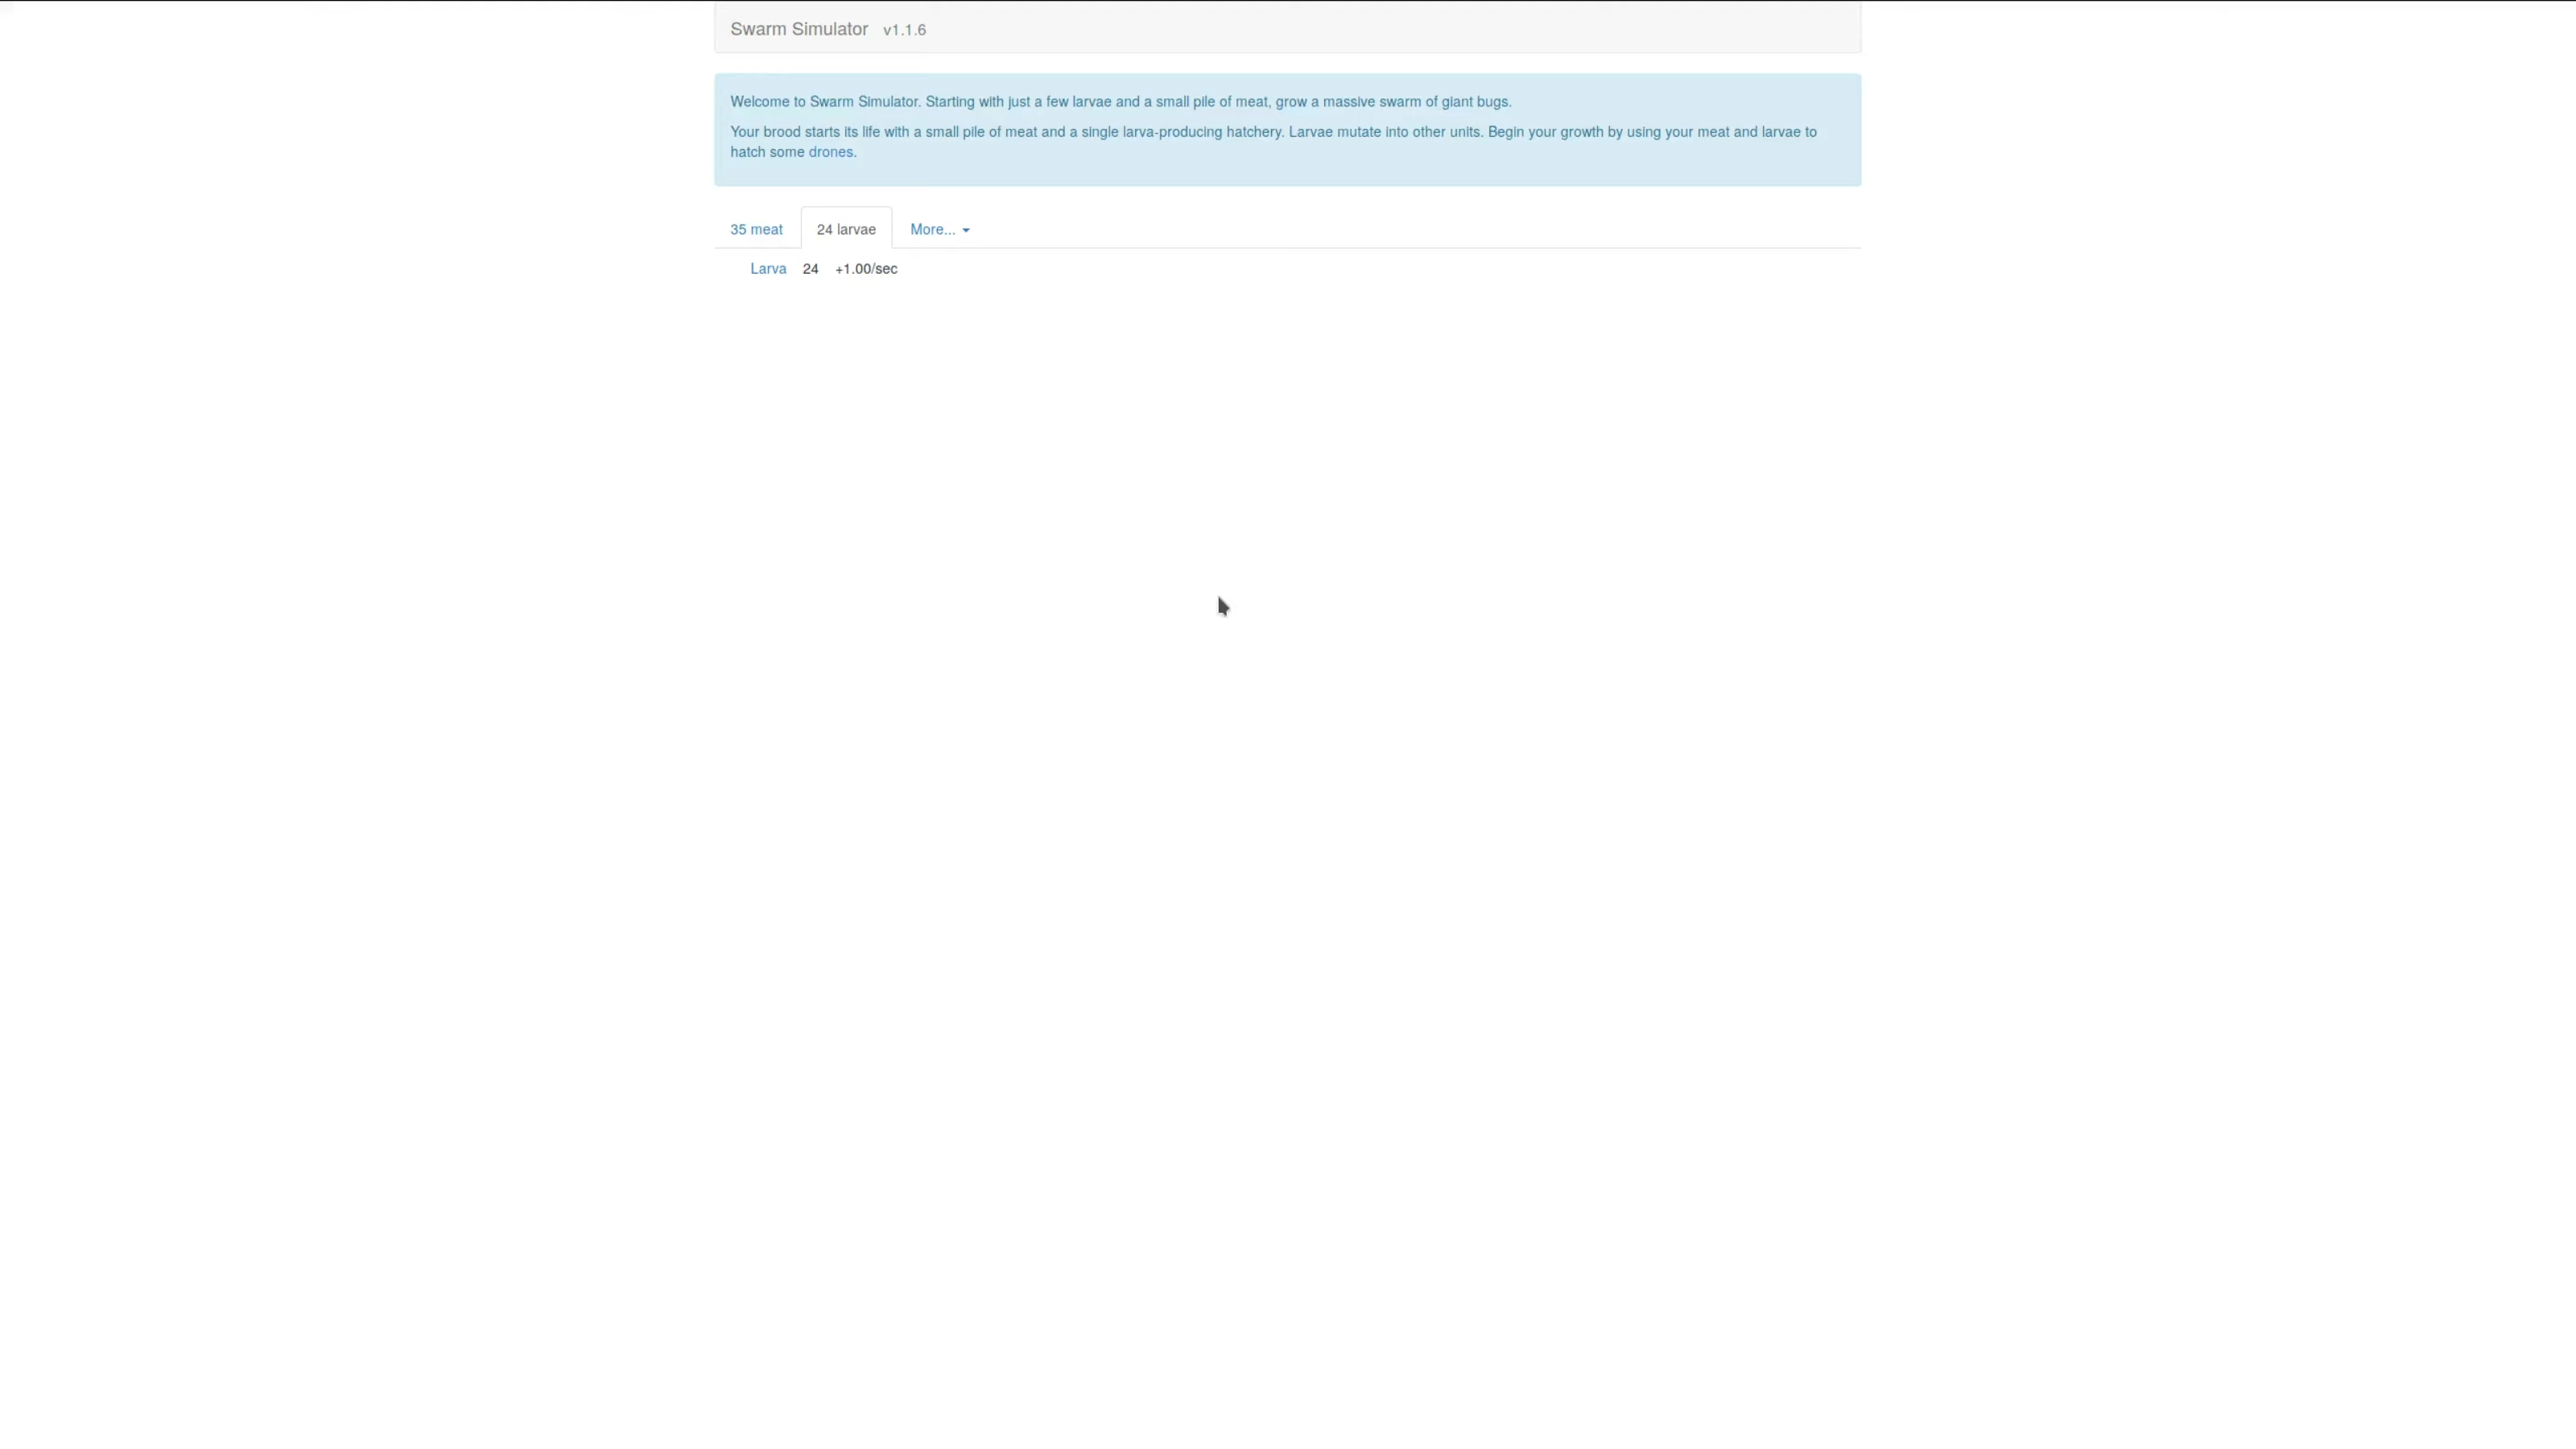 Swarm Simulator v1.1.6
Welcome to Swarm Simulator. Starting with just a few larvae and a small pile of meat, grow a massive swarm of giant bugs.
Your brood starts its life with a small pile of meat and a single larva-producing hatchery. Larvae mutate into other units. Begin your growth by using your meat and larvae to
hatch some drones.
35 meat 24 larvae More...
Larva 24 +1.00/sec